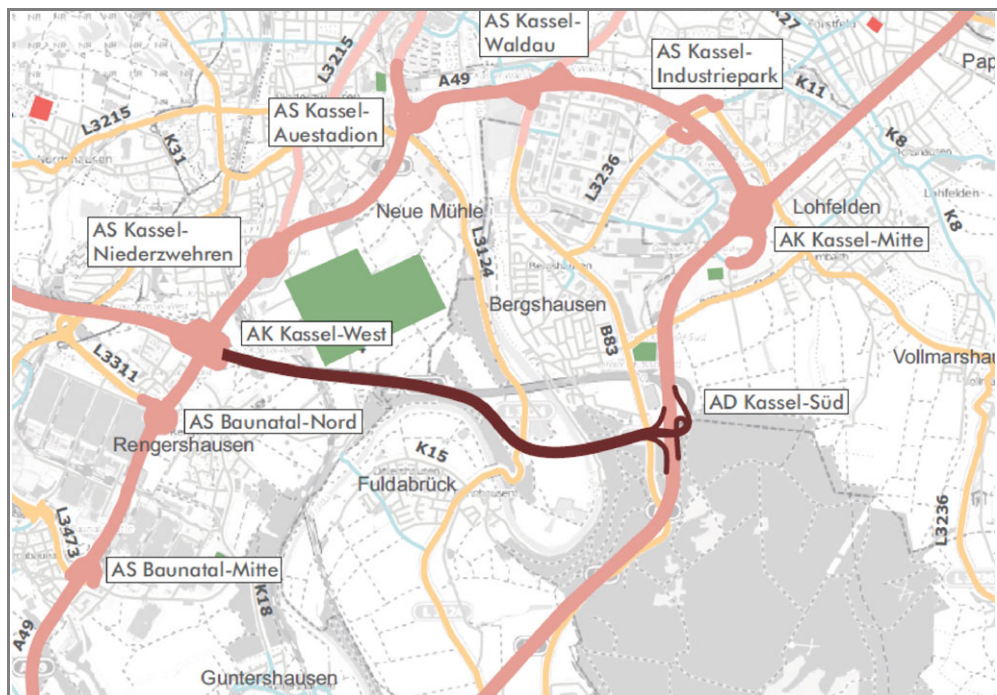 AS Kassel-
Waldau
AS Kassel-
Industriepark
K27
Pap
L3215
A49
K11
AS Kassel-
Auestadion
L3215
K31
L3236
K8
Neue Mühle
Lohfelden
AK Kassel-Mitte
K8
AS Kassel-
Niederzwehren
L3124
Bergshausen
AK Kassel-West
B83
Vollmarshau
L3311
AS Baunatal-Nord
AD Kassel-Süd
Rengershausen
K15
Fuldabrück
L3473
L3236
AS Baunatal-Mitte
K18
A49
Guntershausen